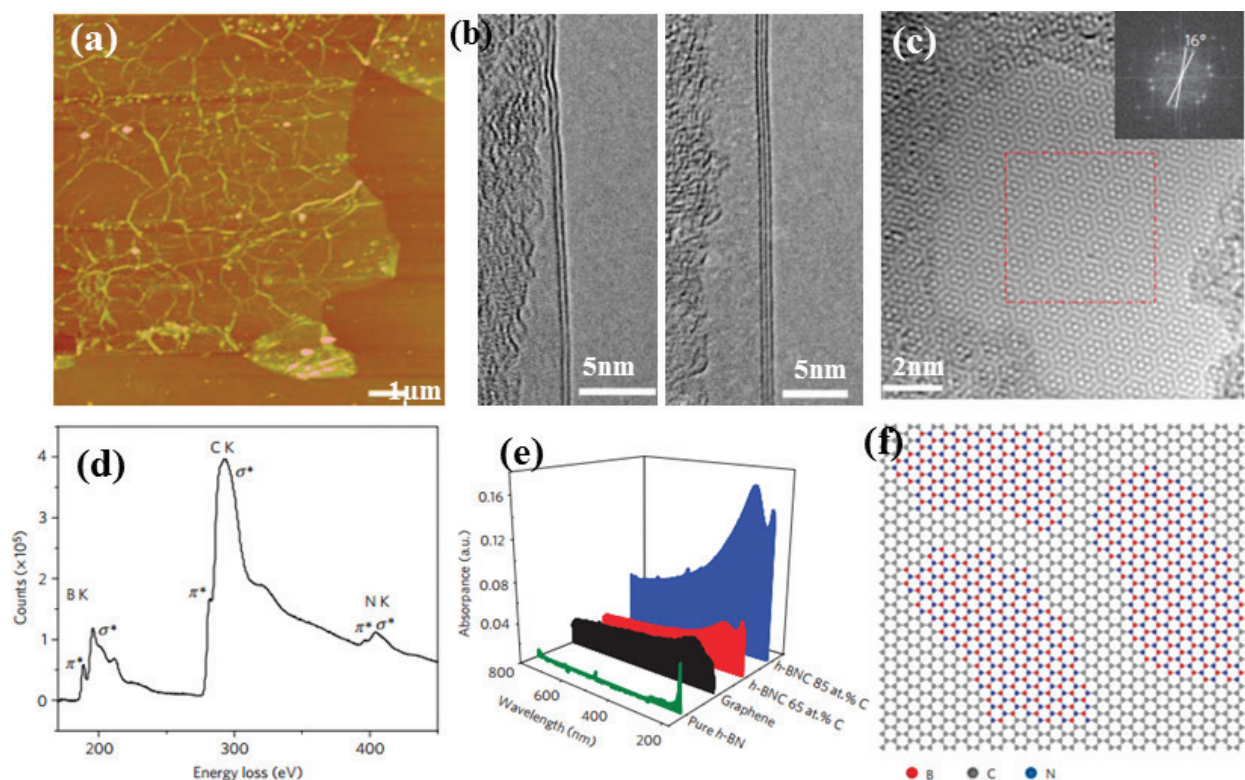 (a)
1μm
(b)
5nm
5nm
(c)
16°
2nm
(d)
C K
σ*
4
3
2
1
0
Counts (×10⁵)
B K
σ*
π*
π*
N K
π* σ*
200
300
400
Energy loss (eV)
(e)
0.16
0.12
0.08
0.04
Absorpance (a.u.)
800
600
400
200
Wavelength (nm)
h-BNC 85 at.% C
h-BNC 65 at.% C
Graphene
Pure h-BN
(f)
B C N